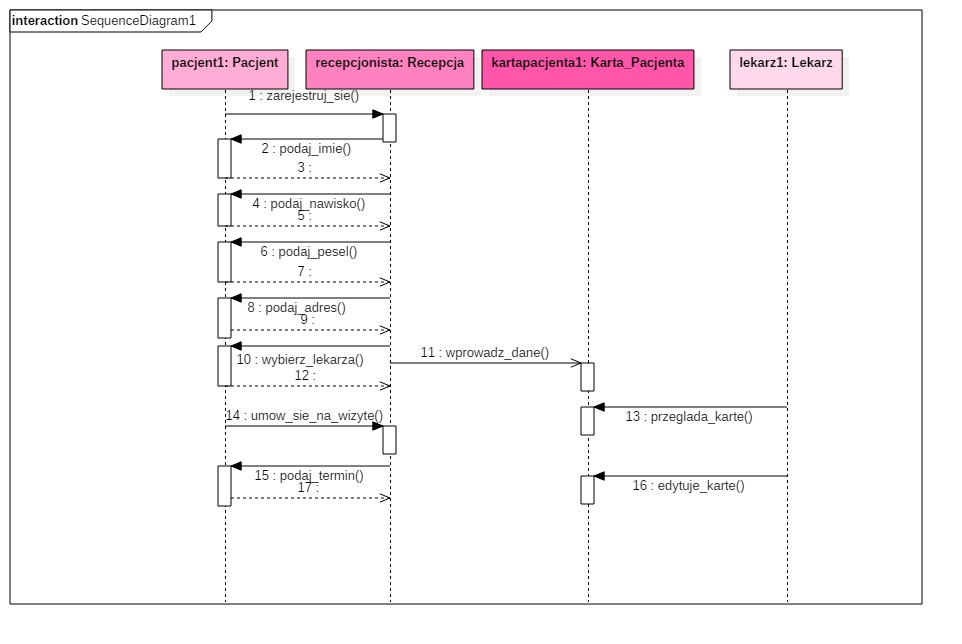 interaction SequenceDiagram1
pacjent1: Pacjent
recepcjonista: Recepcja
kartapacjenta1: Karta_Pacjenta
lekarz1: Lekarz
1 : zarejestruj_sie()
2 : podaj_imie()
3 :
4 : podaj_nawisko()
5 :
6 : podaj_pesel()
7 :
8 : podaj_adres()
9 :
10 : wybierz_lekarza()
11 : wprowadz_dane()
12 :
13 : przeglada_karte()
14 : umow_sie_na_wizyte()
15 : podaj_termin()
16 : edytuje_karte()
17 :